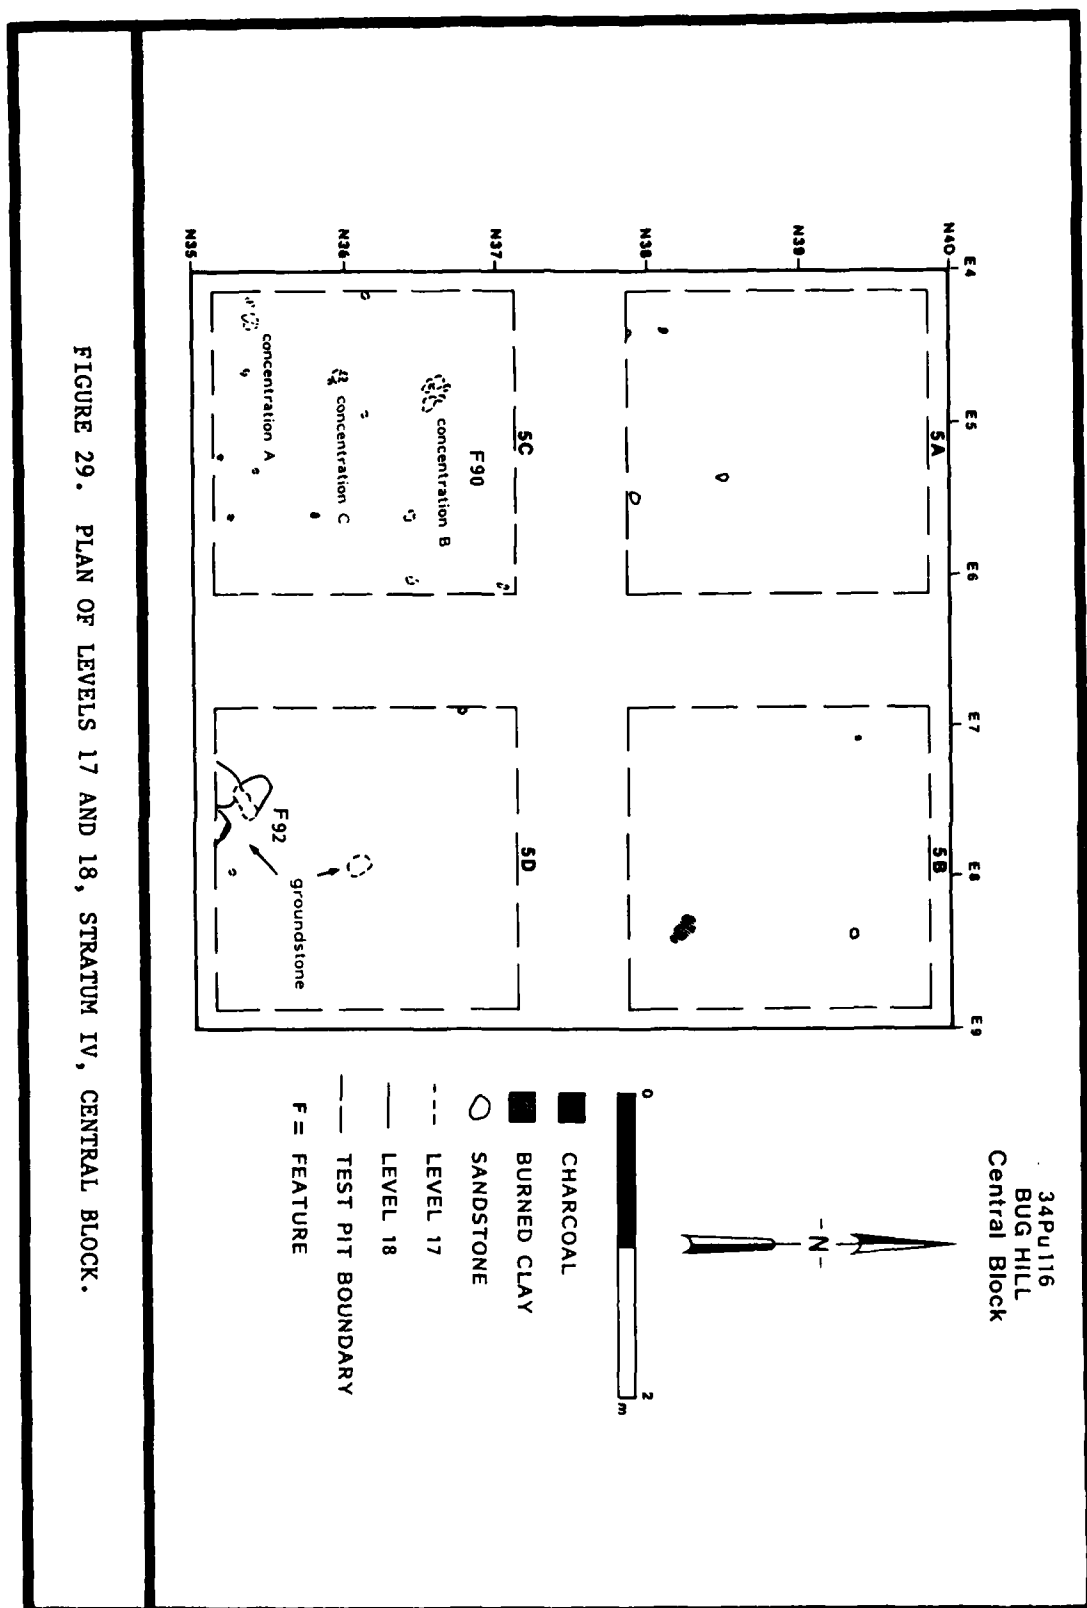 34Pu116
BUG HILL
Central Block
E4
E5
E6
E7
E8
E9
N40
N39
N38
N37
N36
N35
5A
5B
5C
5D
F90
concentration B
concentration C
concentration A
F92
groundstone
-N-
0
2
m
CHARCOAL
BURNED CLAY
SANDSTONE
LEVEL 17
LEVEL 18
TEST PIT BOUNDARY
F = FEATURE
FIGURE 29. PLAN OF LEVELS 17 AND 18, STRATUM IV, CENTRAL BLOCK.